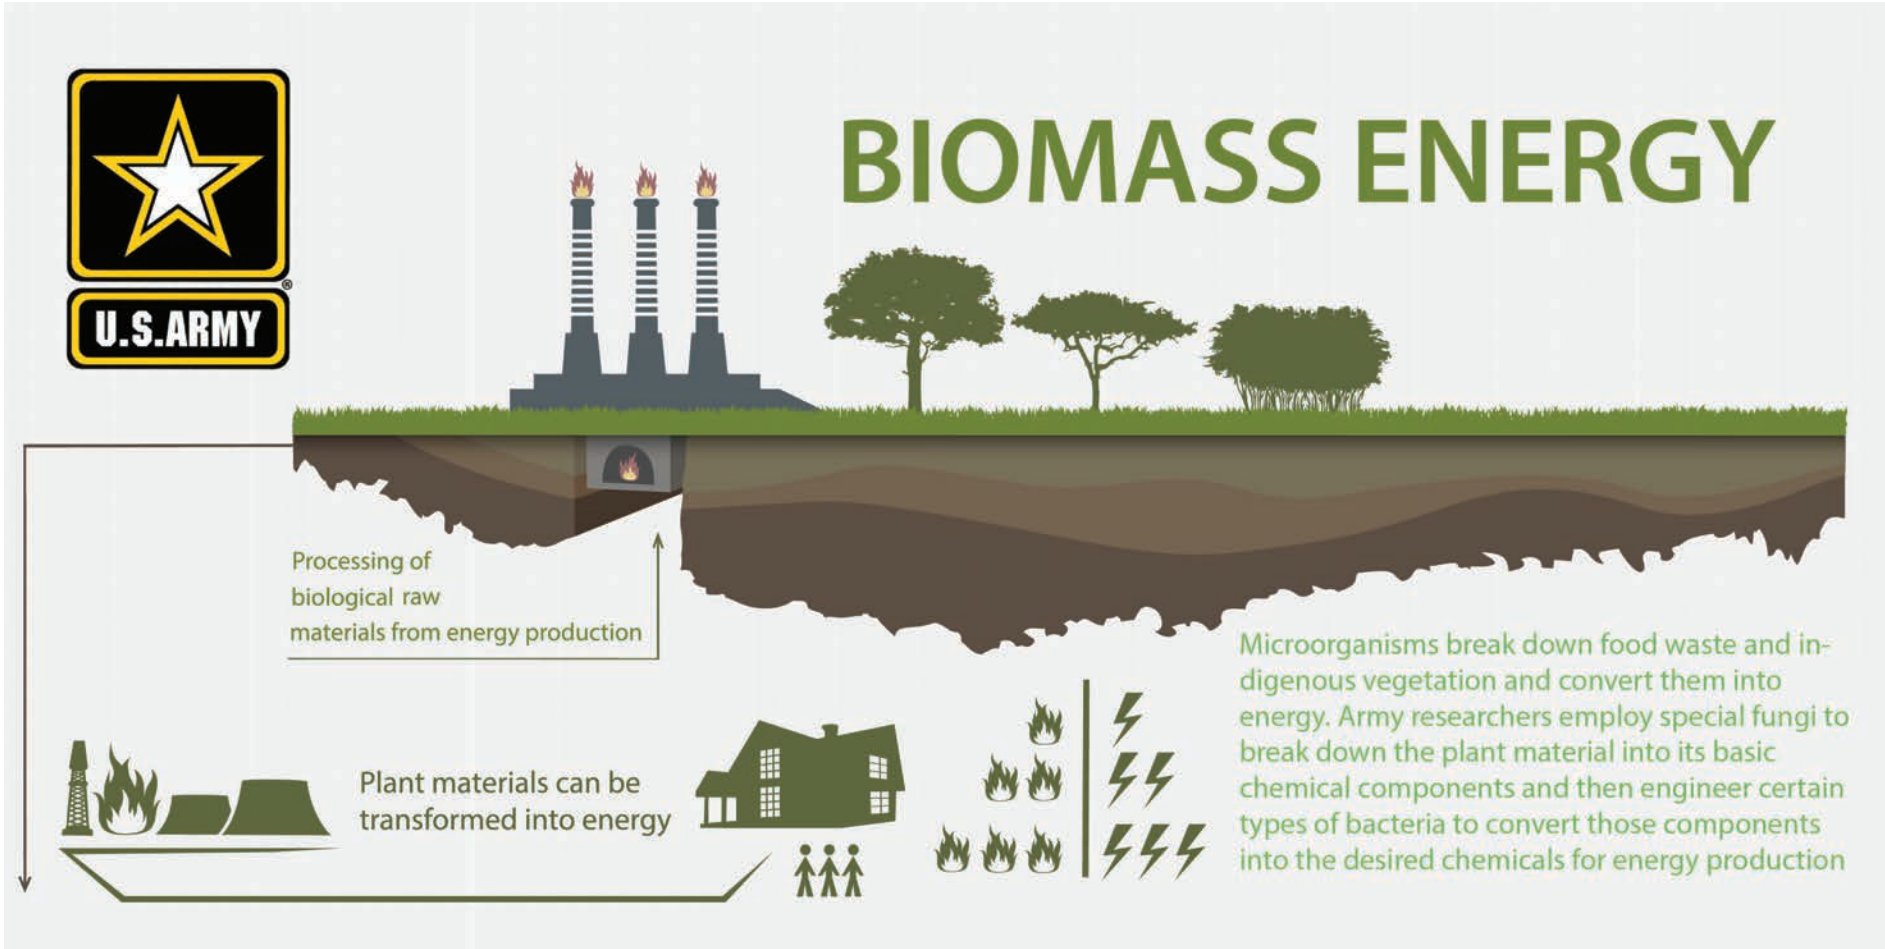 BIOMASS ENERGY
U.S.ARMY
®
Processing of
biological raw
materials from energy production
Plant materials can be
transformed into energy
Microorganisms break down food waste and in-
digenous vegetation and convert them into
energy. Army researchers employ special fungi to
break down the plant material into its basic
chemical components and then engineer certain
types of bacteria to convert those components
into the desired chemicals for energy production